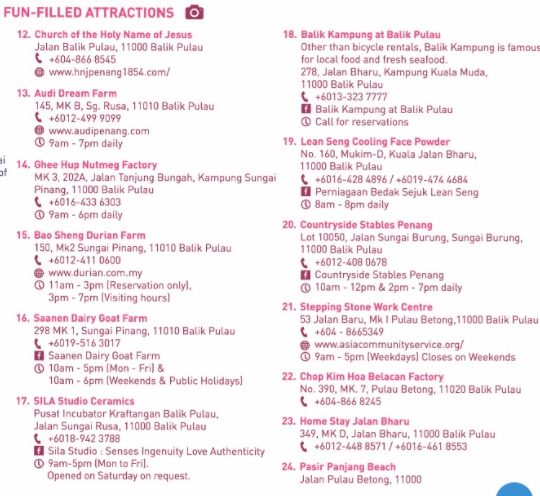 FUN-FILLED ATTRACTIONS
12. Church of the Holy Name of Jesus
Jalan Balik Pulau, 11000 Balik Pulau
+604-866 8545
www.hnjpenang1854.com/
13. Audi Dream Farm
145, MK B, Sg. Rusa, 11010 Balik Pulau
+6012-499 9099
www.audipenang.com
9am - 7pm daily
ai
of
14. Ghee Hup Nutmeg Factory
MK 3, 202A, Jalan Tanjung Bungah, Kampung Sungai
Pinang, 11000 Balik Pulau
+6016-433 6303
9am - 6pm daily
15. Bao Sheng Durian Farm
150, Mk2 Sungai Pinang, 11010 Balik Pulau
+6012-411 0600
www.durian.com.my
11am - 3pm (Reservation only),
3pm - 7pm (Visiting hours)
16. Saanen Dairy Goat Farm
298 MK 1, Sungai Pinang, 11010 Balik Pulau
+6019-516 3017
Saanen Dairy Goat Farm
10am - 5pm (Mon - Fri) &
10am - 6pm (Weekends & Public Holidays)
17. SILA Studio Ceramics
Pusat Incubator Kraftangan Balik Pulau,
Jalan Sungai Rusa, 11000 Balik Pulau
+6018-942 3788
Sila Studio : Senses Ingenuity Love Authenticity
9am-5pm (Mon to Fri).
Opened on Saturday on request.
18. Balik Kampung at Balik Pulau
Other than bicycle rentals, Balik Kampung is famous
for local food and fresh seafood.
278, Jalan Bharu, Kampung Kuala Muda,
11000 Balik Pulau
+6013-323 7777
Balik Kampung at Balik Pulau
Call for reservations
19. Lean Seng Cooling Face Powder
No. 160, Mukim-D, Kuala Jalan Bharu,
11000 Balik Pulau
+6016-428 4896 / +6019-474 4684
Perniagaan Bedak Sejuk Lean Seng
8am - 8pm daily
20. Countryside Stables Penang
Lot 10050, Jalan Sungai Burung, Sungai Burung,
11000 Balik Pulau
+6012-408 0678
Countryside Stables Penang
10am - 12pm & 2pm - 7pm daily
21. Stepping Stone Work Centre
53 Jalan Baru, Mk I Pulau Betong,11000 Balik Pulau
+604 - 8665349
www.asiacommunityservice.org/
9am - 5pm (Weekdays) Closes on Weekends
22. Chop Kim Hoa Belacan Factory
No. 390, MK. 7, Pulau Betong, 11020 Balik Pulau
+604-866 8245
23. Home Stay Jalan Bharu
349, MK D, Jalan Bharu, 11000 Balik Pulau
+6012-448 8571 / +6016-461 8553
24. Pasir Panjang Beach
Jalan Pulau Betong, 11000